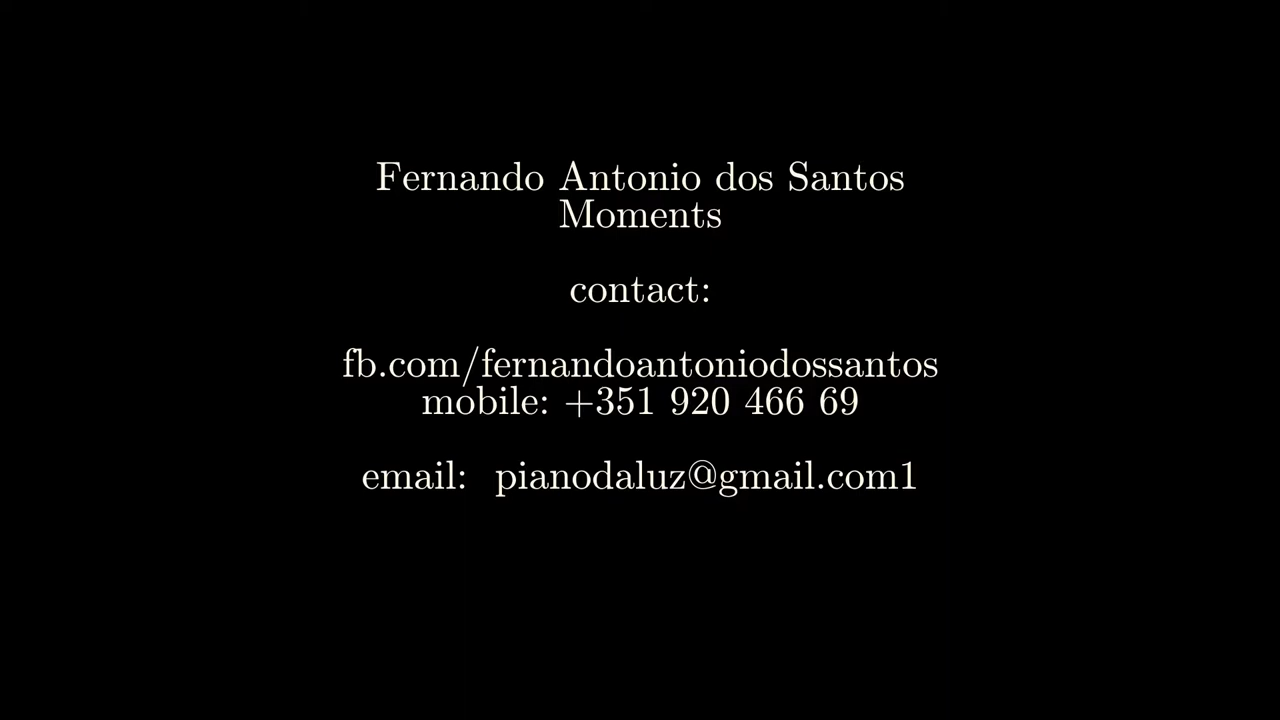 Fernando Antonio dos Santos
Moments
contact:
fb.com/fernandoantoniodossantos
mobile: +351 920 466 69
email: pianodaluz@gmail.com1